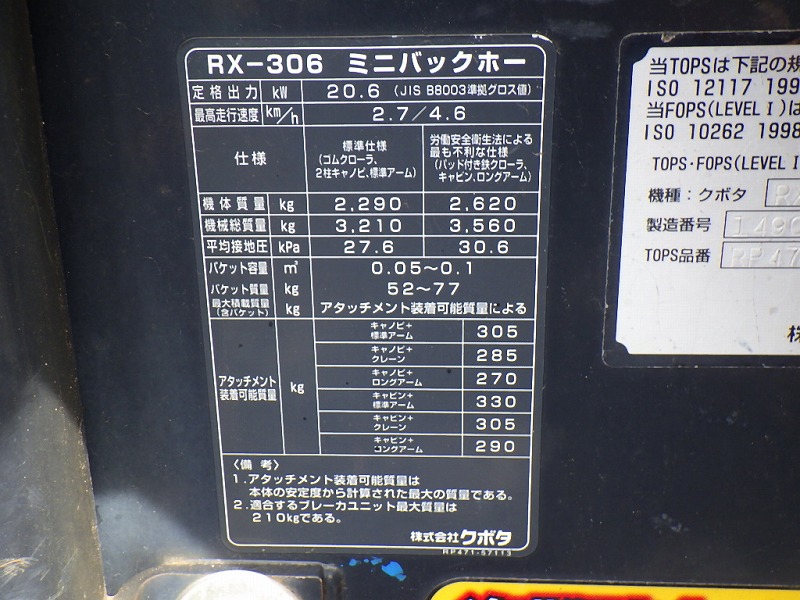 RX-306 ミニバックホー
定格出力 kW 20.6 (JIS B8003準拠グロス値)
最高走行速度 km/h 2.7/4.6
仕様
標準仕様
(ゴムクローラ、
2柱キャノピ、標準アーム)
労働安全衛生法による
最も不利な仕様
(パッド付き鉄クローラ、
キャビン、ロングアーム)
機体質量 kg 2,290 2,620
機械総質量 kg 3,210 3,560
平均接地圧 kPa 27.6 30.6
バケット容量 m³ 0.05~0.1
バケット質量 kg 52~77
最大積載質量
(含バケット) kg アタッチメント装着可能質量による
アタッチメント
装着可能質量 kg
キャノピ+
標準アーム 305
キャノピ+
クレーン 285
キャノピ+
ロングアーム 270
キャビン+
標準アーム 330
キャビン+
クレーン 305
キャビン+
ロングアーム 290
〈備考〉
1.アタッチメント装着可能質量は
本体の安定度から計算された最大の質量である。
2.適合するブレーカユニット最大質量は
210kgである。
株式会社クボタ
RP471-57113
当TOPSは下記の規
ISO 12117 199
当FOPS(LEVEL I)は
ISO 10262 1998
TOPS・FOPS(LEVEL I
機種:クボタ RX
製造番号
TOPS品番 RP471
株